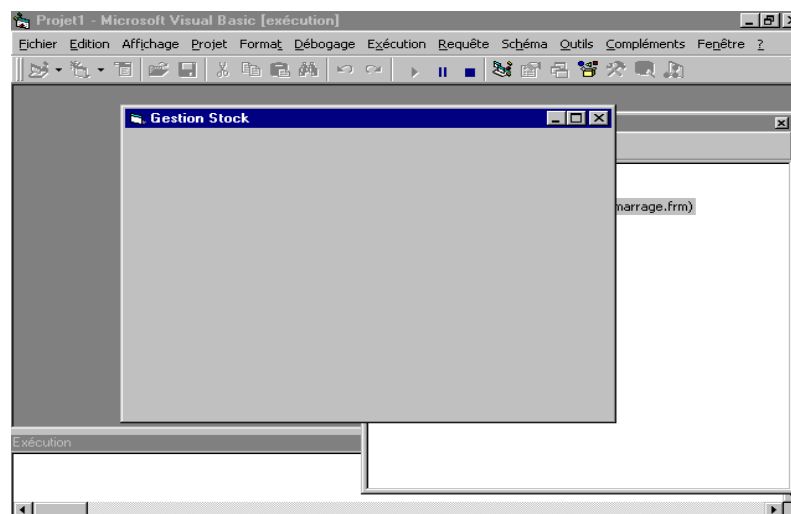 Projet1 - Microsoft Visual Basic [exécution]
Fichier Edition Affichage Projet Format Débogage Exécution Requête Schéma Outils Compléments Fenêtre ?
Gestion Stock
marrage.frm)
Exécution